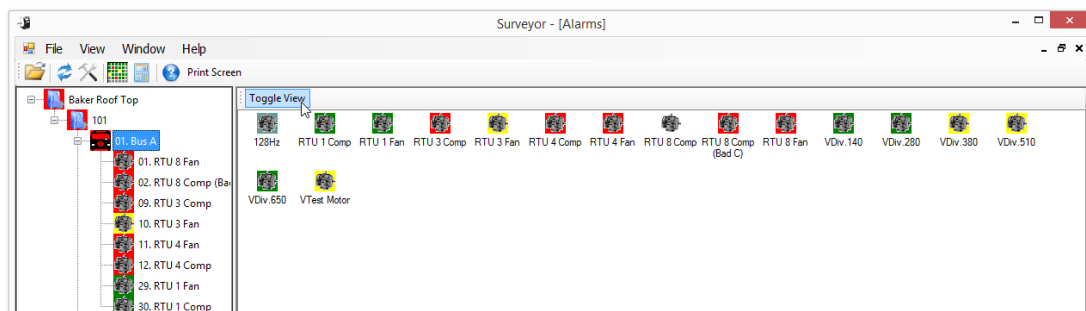 Surveyor - [Alarms]
File View Window Help
Print Screen
Baker Roof Top
101
01. Bus A
01. RTU 8 Fan
02. RTU 8 Comp (Ba
09. RTU 3 Comp
10. RTU 3 Fan
11. RTU 4 Fan
12. RTU 4 Comp
29. RTU 1 Fan
30. RTU 1 Comp
Toggle View
128Hz RTU 1 Comp RTU 1 Fan RTU 3 Comp RTU 3 Fan RTU 4 Comp RTU 4 Fan RTU 8 Comp RTU 8 Comp RTU 8 Fan VDiv.140 VDiv.280 VDiv.380 VDiv.510
(Bad C)
VDiv.650 VTest Motor